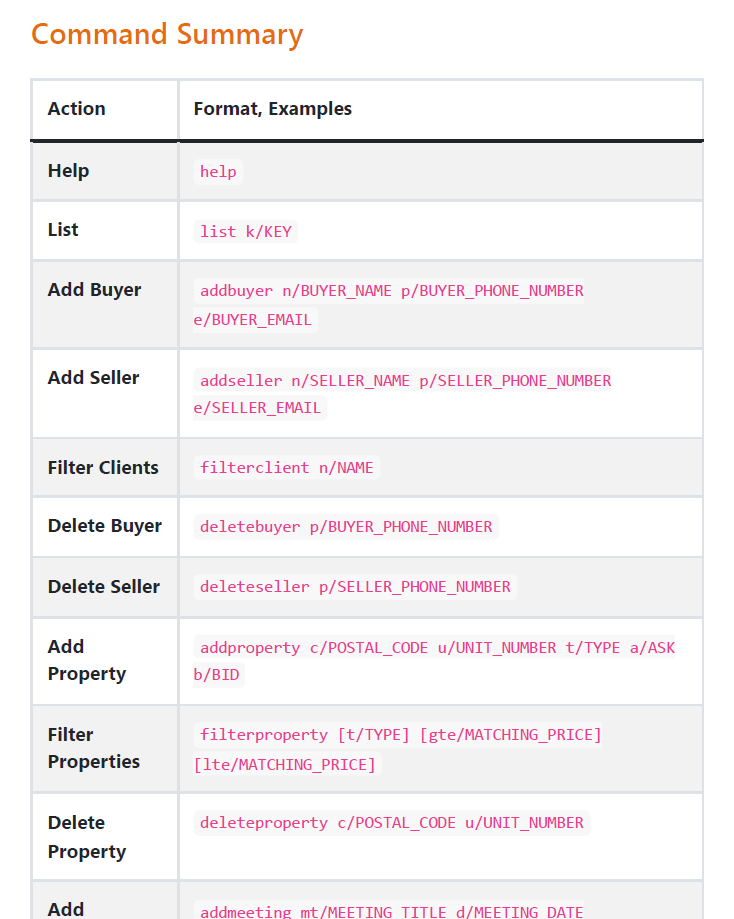 Command Summary
Action Format, Examples
Help help
List list k/KEY
Add Buyer addbuyer n/BUYER_NAME p/BUYER_PHONE_NUMBER
e/BUYER_EMAIL
Add Seller addseller n/SELLER_NAME p/SELLER_PHONE_NUMBER
e/SELLER_EMAIL
Filter Clients filterclient n/NAME
Delete Buyer deletebuyer p/BUYER_PHONE_NUMBER
Delete Seller deleteseller p/SELLER_PHONE_NUMBER
Add addproperty c/POSTAL_CODE u/UNIT_NUMBER t/TYPE a/ASK
Property b/BID
Filter filterproperty [t/TYPE] [gte/MATCHING_PRICE]
Properties [lte/MATCHING_PRICE]
Delete deleteproperty c/POSTAL_CODE u/UNIT_NUMBER
Property
Add addmeeting mt/MEETING_TITLE d/MEETING_DATE